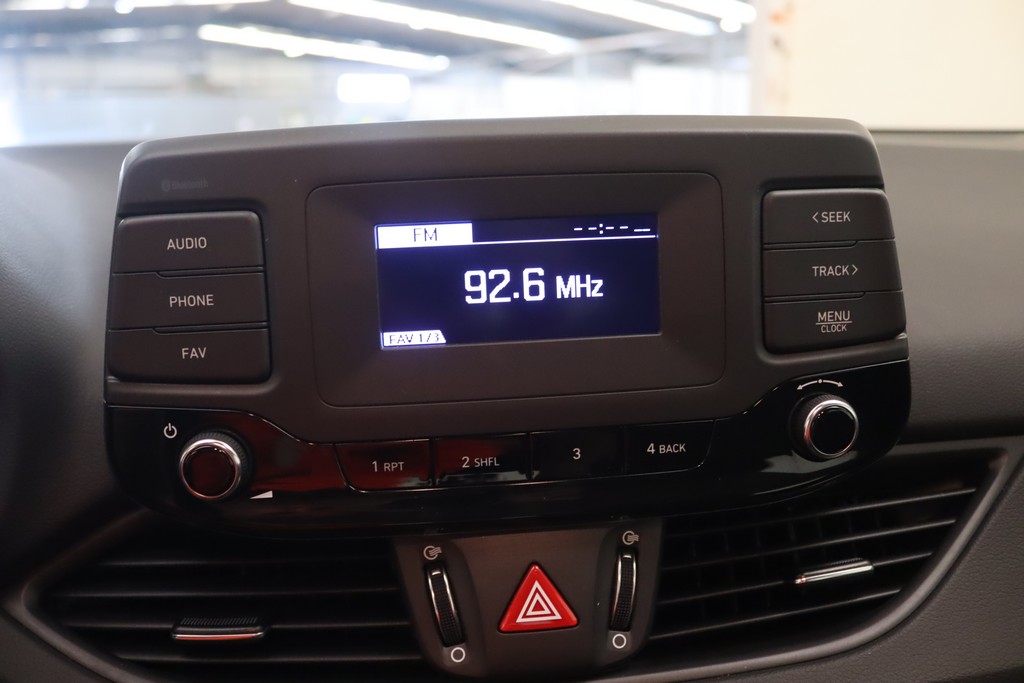 Bluetooth
AUDIO
PHONE
FAV
FM
--:-- --
92.6 MHz
FAV 1/3
< SEEK
TRACK >
MENU
CLOCK
1 RPT
2 SHFL
3
4 BACK